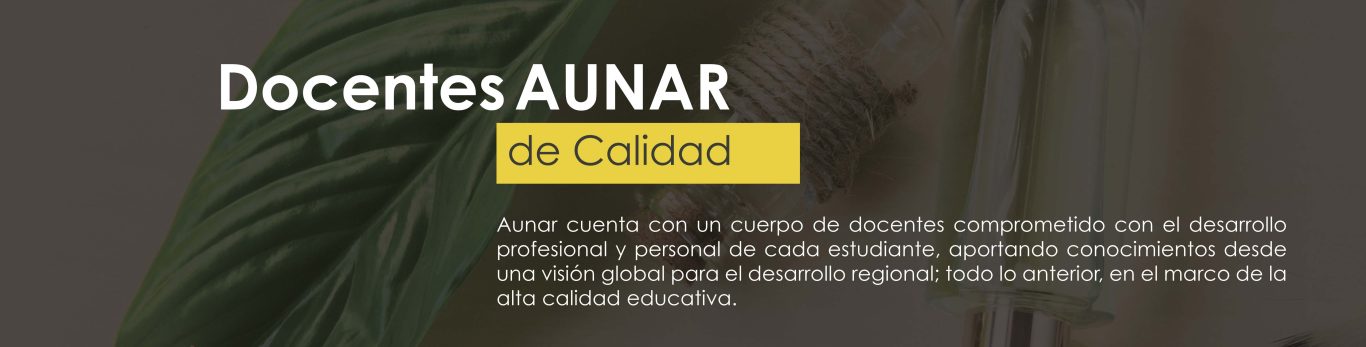 Docentes AUNAR
de Calidad
Aunar cuenta con un cuerpo de docentes comprometido con el desarrollo
profesional y personal de cada estudiante, aportando conocimientos desde
una visión global para el desarrollo regional; todo lo anterior, en el marco de la
alta calidad educativa.